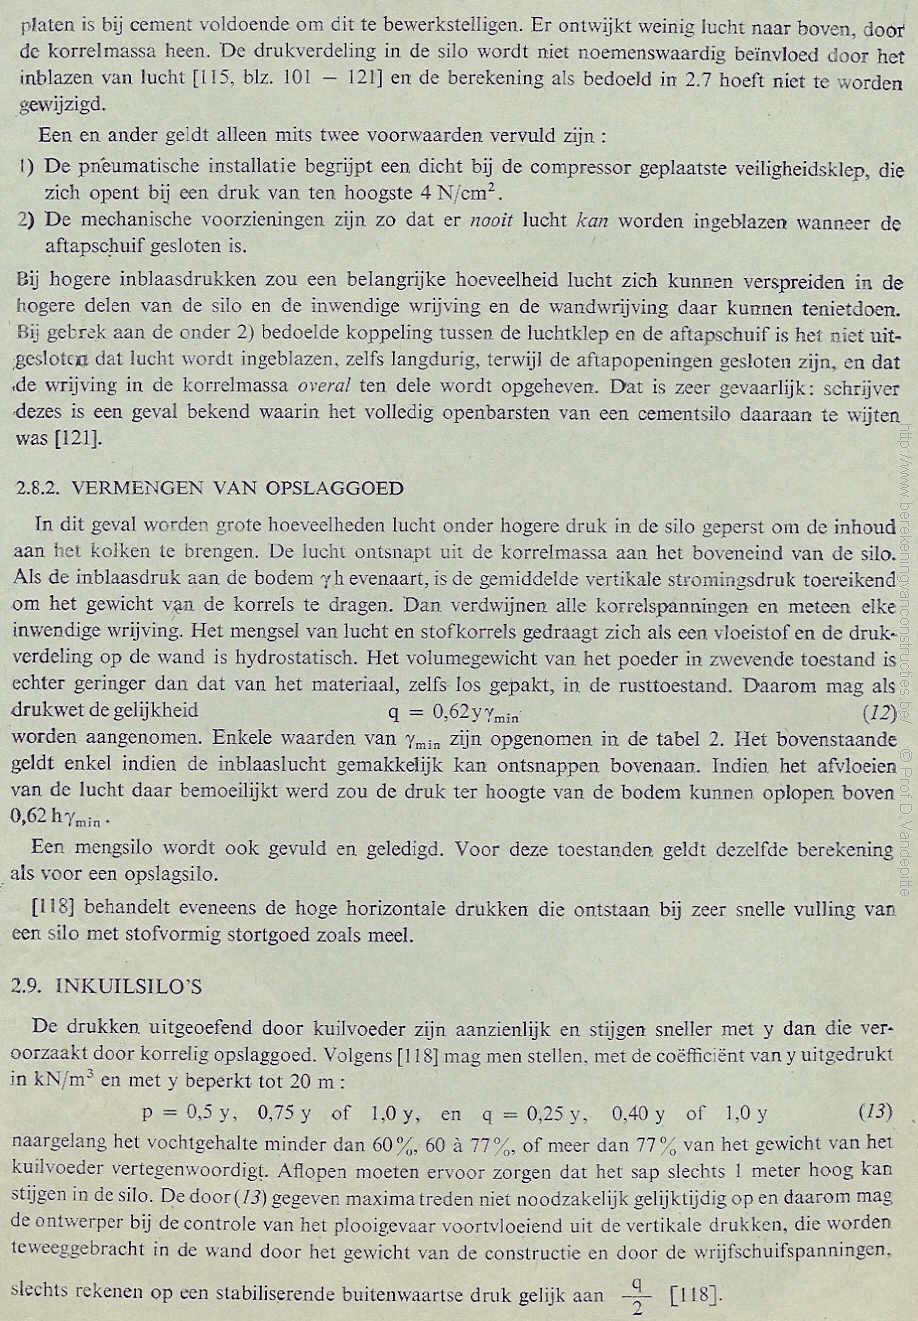 platen is bij cement voldoende om dit te bewerkstelligen. Er ontwijkt weinig lucht naar boven, door
de korrelmassa heen. De drukverdeling in de silo wordt niet noemenswaardig beïnvloed door het
inblazen van lucht [115, blz. 101 — 121] en de berekening als bedoeld in 2.7 hoeft niet te worden
gewijzigd.
Een en ander geldt alleen mits twee voorwaarden vervuld zijn :
1) De pneumatische installatie begrijpt een dicht bij de compressor geplaatste veiligheidsklep, die
zich opent bij een druk van ten hoogste 4 N/cm².
2) De mechanische voorzieningen zijn zo dat er nooit lucht kan worden ingeblazen wanneer de
aftapschuif gesloten is.
Bij hogere inblaasdrukken zou een belangrijke hoeveelheid lucht zich kunnen verspreiden in de
hogere delen van de silo en de inwendige wrijving en de wandwrijving daar kunnen tenietdoen.
Bij gebrek aan de onder 2) bedoelde koppeling tussen de luchtklep en de aftapschuif is het niet uit-
gesloten dat lucht wordt ingeblazen, zelfs langdurig, terwijl de aftapopeningen gesloten zijn, en dat
de wrijving in de korrelmassa overal ten dele wordt opgeheven. Dat is zeer gevaarlijk: schrijver
dezes is een geval bekend waarin het volledig openbarsten van een cementsilo daaraan te wijten
was [121].
2.8.2. VERMENGEN VAN OPSLAGGOED
In dit geval worden grote hoeveelheden lucht onder hogere druk in de silo geperst om de inhoud
aan het kolken te brengen. De lucht ontsnapt uit de korrelmassa aan het boveneind van de silo.
Als de inblaasdruk aan de bodem γh evenaart, is de gemiddelde vertikale stromingsdruk toereikend
om het gewicht van de korrels te dragen. Dan verdwijnen alle korrelspanningen en meteen elke
inwendige wrijving. Het mengsel van lucht en stofkorrels gedraagt zich als een vloeistof en de druk-
verdeling op de wand is hydrostatisch. Het volumegewicht van het poeder in zwevende toestand is
echter geringer dan dat van het materiaal, zelfs los gepakt, in de rusttoestand. Daarom mag als
drukwet de gelijkheid q = 0,62yγmin (12)
worden aangenomen. Enkele waarden van γmin zijn opgenomen in de tabel 2. Het bovenstaande
geldt enkel indien de inblaaslucht gemakkelijk kan ontsnappen bovenaan. Indien het afvloeien
van de lucht daar bemoeilijkt werd zou de druk ter hoogte van de bodem kunnen oplopen boven
0,62 hγmin .
Een mengsilo wordt ook gevuld en geledigd. Voor deze toestanden geldt dezelfde berekening
als voor een opslagsilo.
[118] behandelt eveneens de hoge horizontale drukken die ontstaan bij zeer snelle vulling van
een silo met stofvormig stortgoed zoals meel.
2.9. INKUILSILO'S
De drukken uitgeoefend door kuilvoeder zijn aanzienlijk en stijgen sneller met y dan die ver-
oorzaakt door korrelig opslaggoed. Volgens [118] mag men stellen, met de coëfficiënt van y uitgedrukt
in kN/m³ en met y beperkt tot 20 m :
p = 0,5 y, 0,75 y of 1,0 y, en q = 0,25 y, 0,40 y of 1,0 y (13)
naargelang het vochtgehalte minder dan 60%, 60 à 77%, of meer dan 77% van het gewicht van het
kuilvoeder vertegenwoordigt. Aflopen moeten ervoor zorgen dat het sap slechts 1 meter hoog kan
stijgen in de silo. De door (13) gegeven maxima treden niet noodzakelijk gelijktijdig op en daarom mag
de ontwerper bij de controle van het plooigevaar voortvloeiend uit de vertikale drukken, die worden
teweeggebracht in de wand door het gewicht van de constructie en door de wrijfschuifspanningen,
slechts rekenen op een stabiliserende buitenwaartse druk gelijk aan q/2 [118].
http://www.berekeningvanconstructies.be/ © Prof D Vandepitte